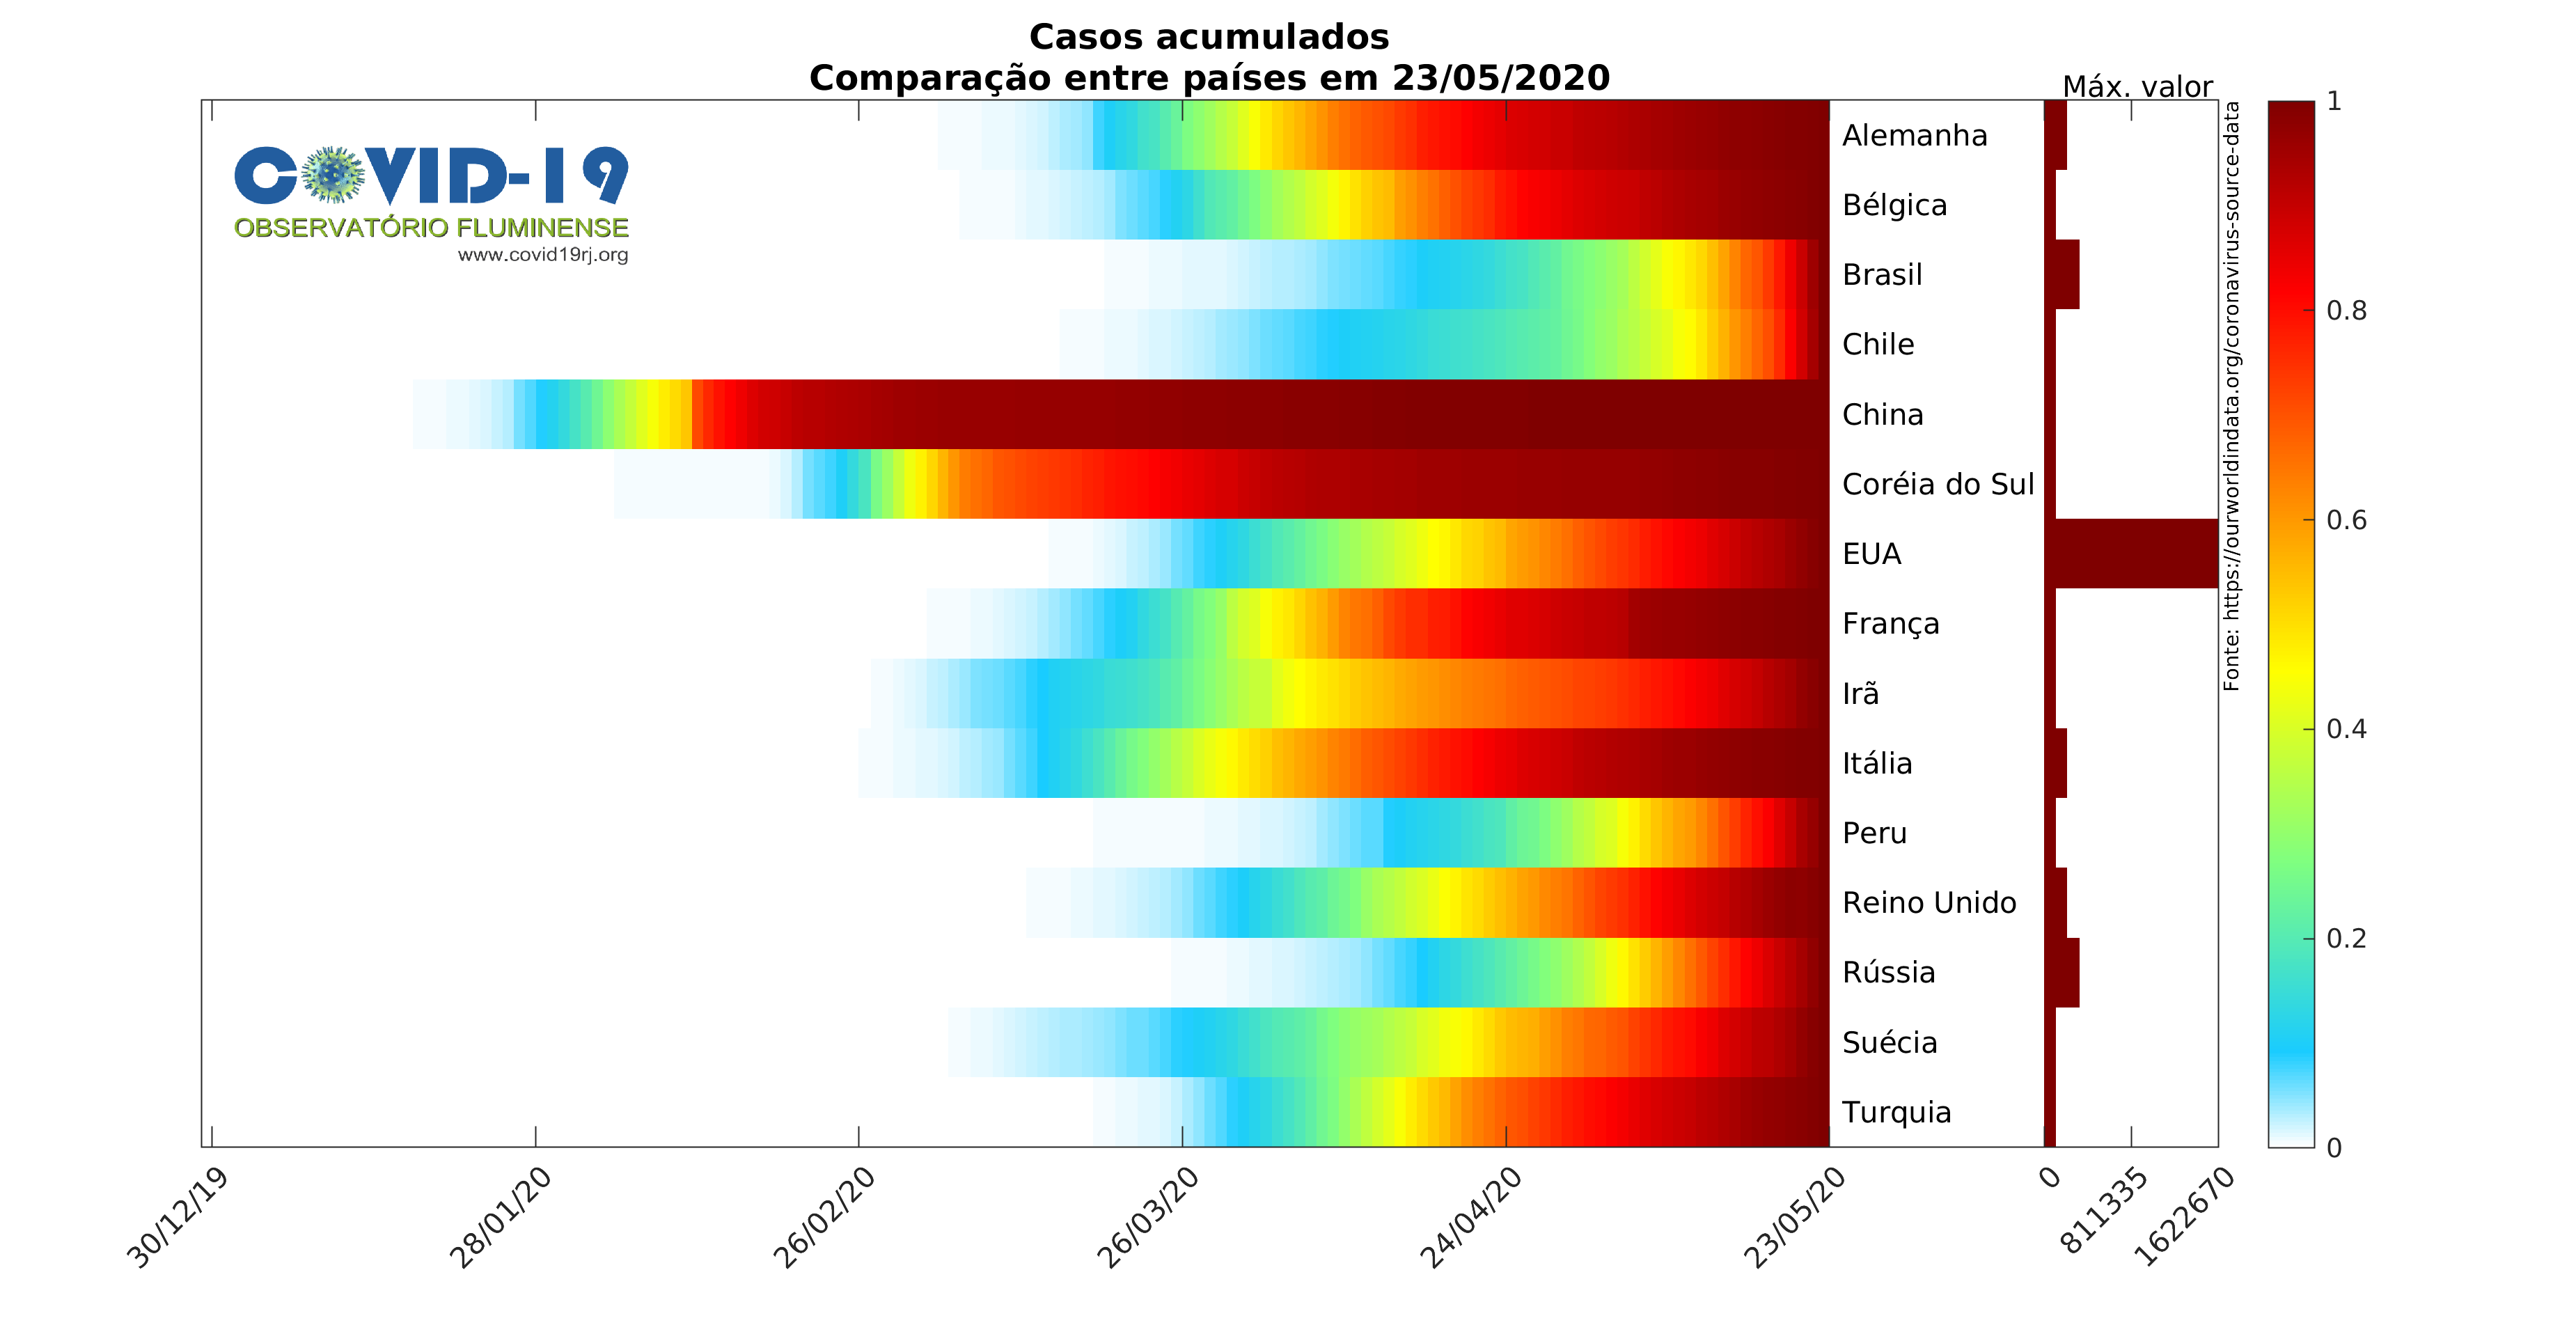 Casos acumulados
Comparação entre países em 23/05/2020
Máx. valor
COVID-19
OBSERVATÓRIO FLUMINENSE
www.covid19rj.org
Alemanha
Bélgica
Brasil
Chile
China
Coréia do Sul
EUA
França
Irã
Itália
Peru
Reino Unido
Rússia
Suécia
Turquia
Fonte: https://ourworldindata.org/coronavirus-source-data
1
0.8
0.6
0.4
0.2
0
30/12/19
28/01/20
26/02/20
26/03/20
24/04/20
23/05/20
0
811335
1622670